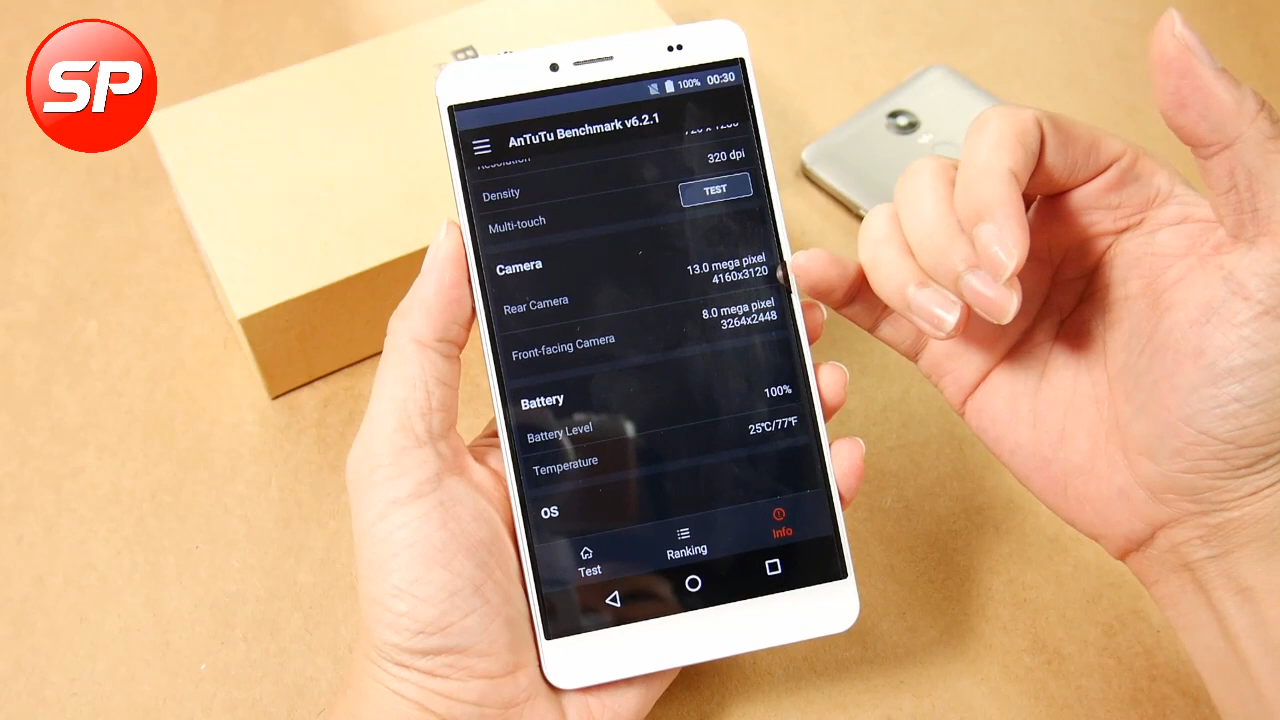 SP
100% 00:30
AnTuTu Benchmark v6.2.1
Resolution
Density 320 dpi
Multi-touch TEST
Camera
Rear Camera 13.0 mega pixel
4160x3120
Front-facing Camera 8.0 mega pixel
3264x2448
Battery
Battery Level 100%
Temperature 25℃/77℉
OS
Test Ranking Info